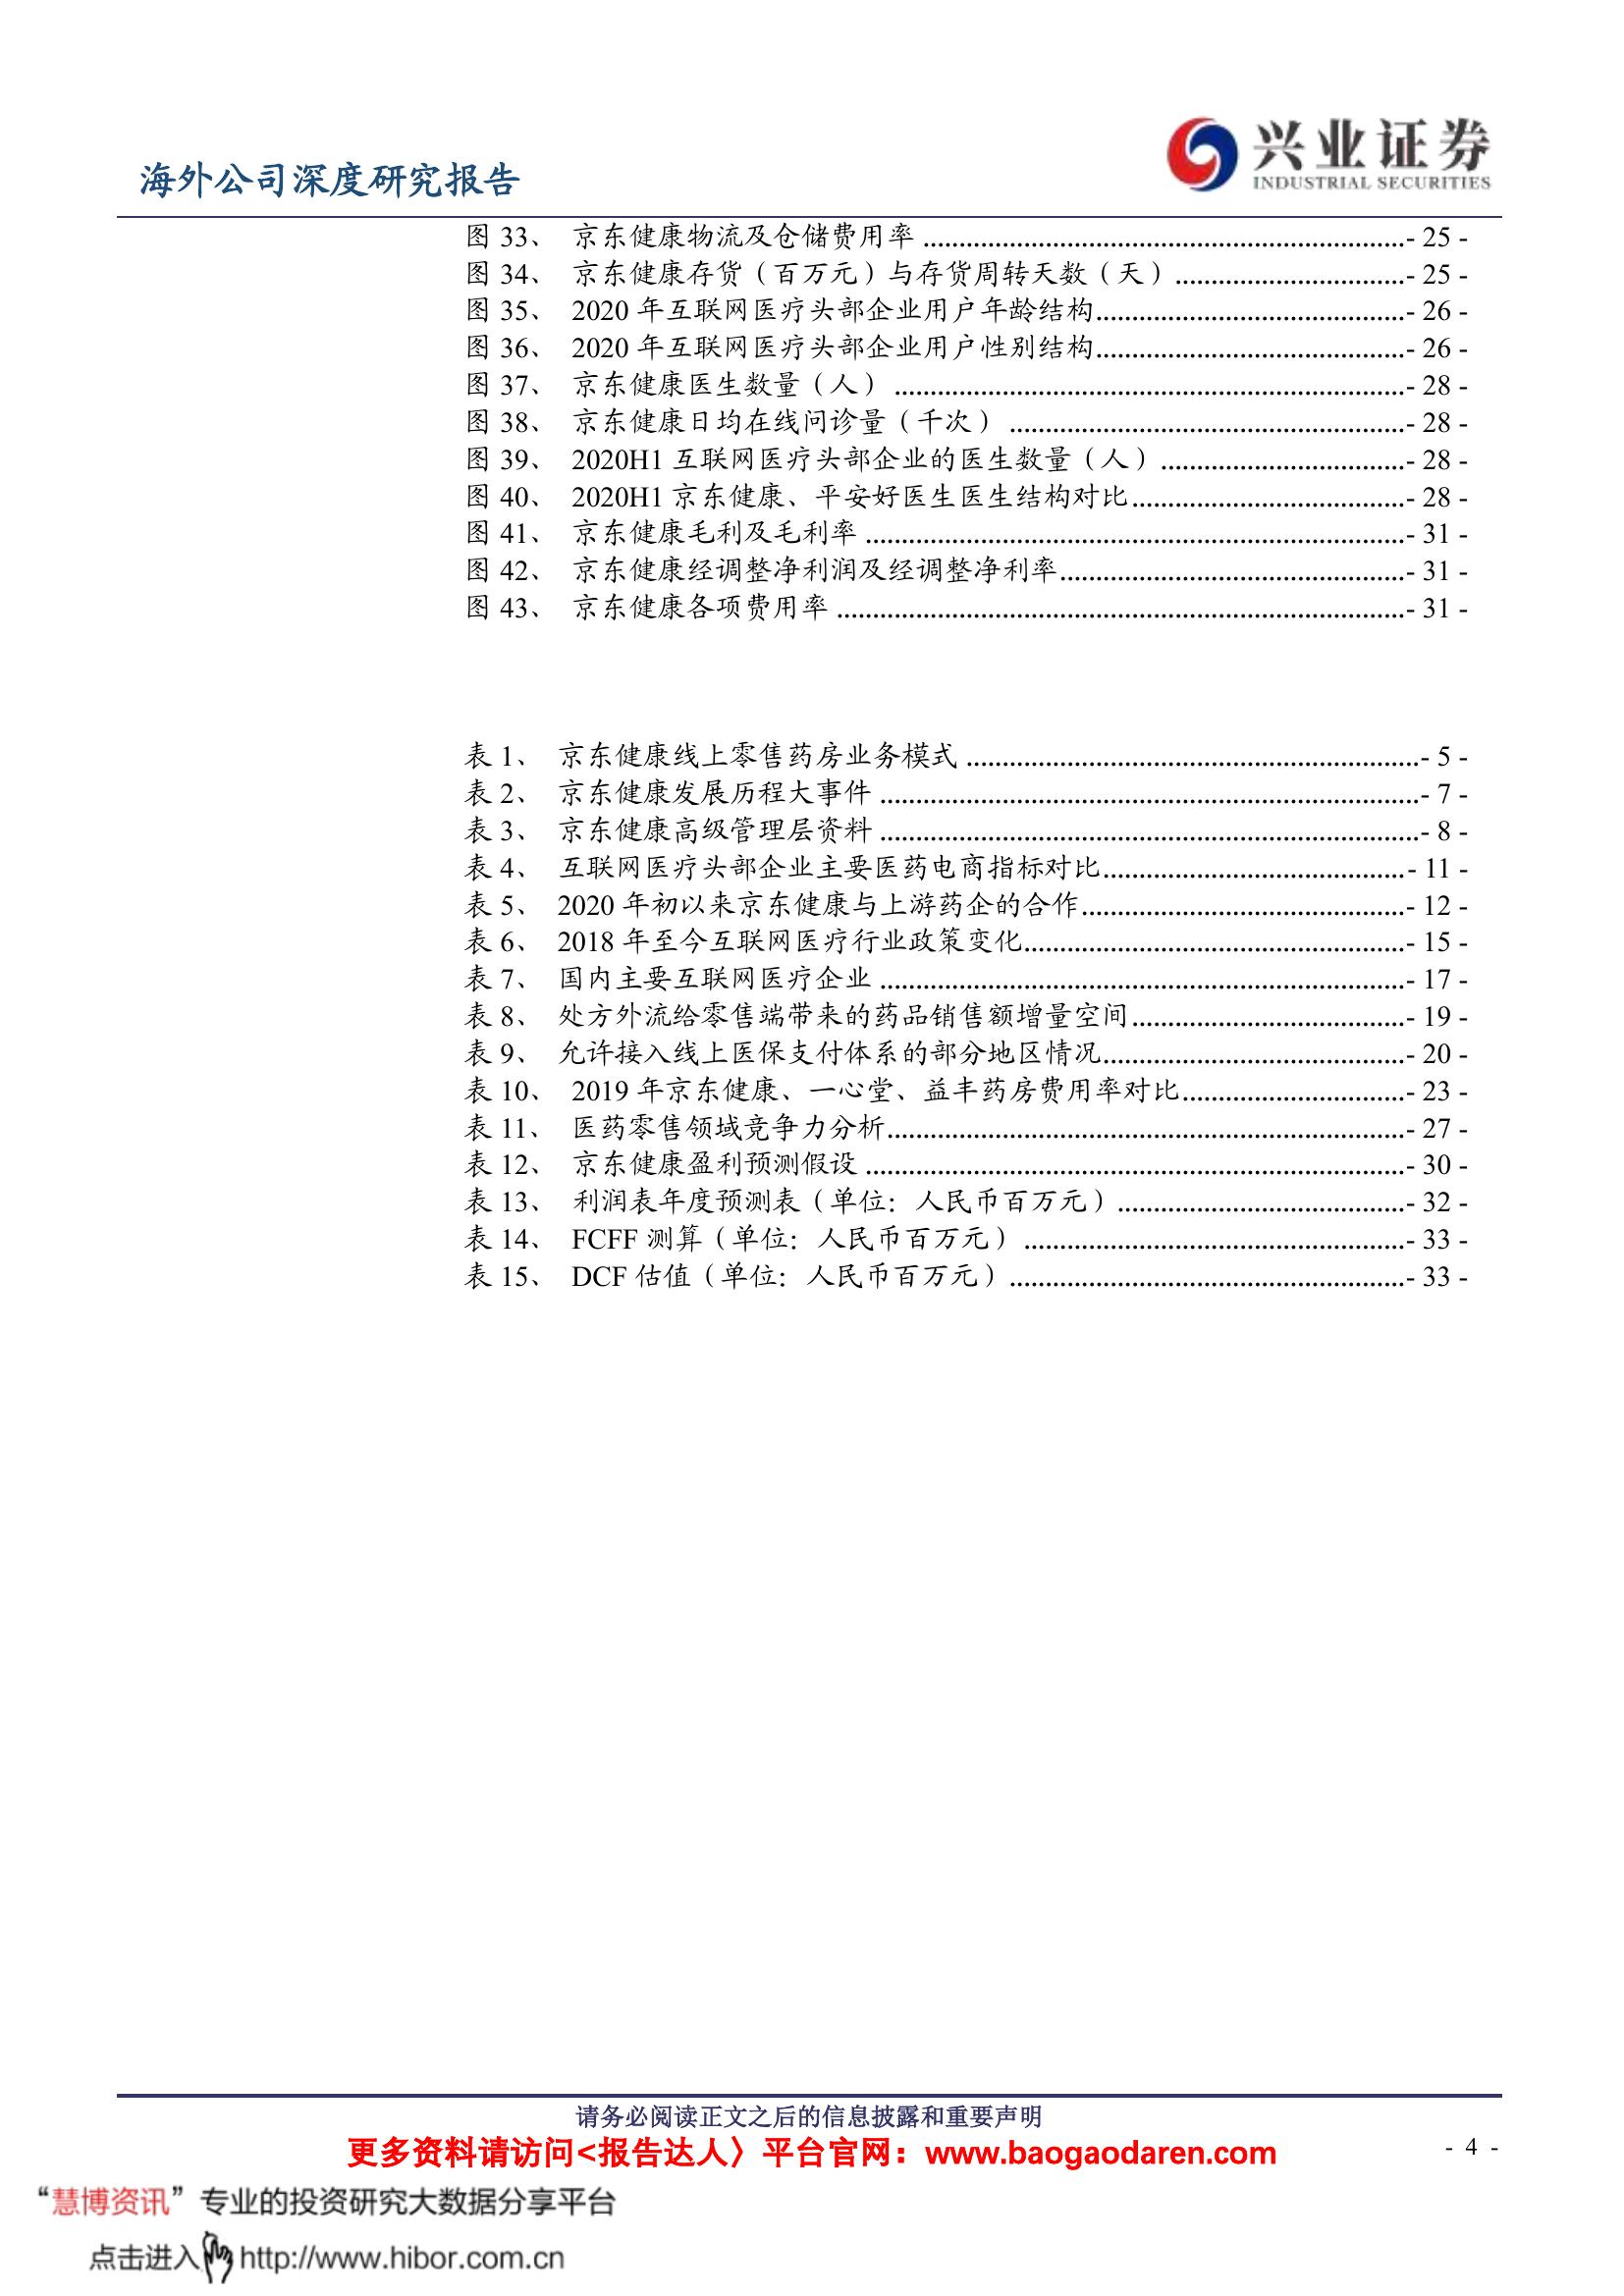 海外公司深度研究报告
兴业证券
INDUSTRIAL SECURITIES
图 33、 京东健康物流及仓储费用率 ...................................................................- 25 -
图 34、 京东健康存货（百万元）与存货周转天数（天） ................................- 25 -
图 35、 2020 年互联网医疗头部企业用户年龄结构...........................................- 26 -
图 36、 2020 年互联网医疗头部企业用户性别结构...........................................- 26 -
图 37、 京东健康医生数量（人） .......................................................................- 28 -
图 38、 京东健康日均在线问诊量（千次） .......................................................- 28 -
图 39、 2020H1 互联网医疗头部企业的医生数量（人） ..................................- 28 -
图 40、 2020H1 京东健康、平安好医生医生结构对比......................................- 28 -
图 41、 京东健康毛利及毛利率 ...........................................................................- 31 -
图 42、 京东健康经调整净利润及经调整净利率................................................- 31 -
图 43、 京东健康各项费用率 ...............................................................................- 31 -
表 1、 京东健康线上零售药房业务模式 ...............................................................- 5 -
表 2、 京东健康发展历程大事件 ...........................................................................- 7 -
表 3、 京东健康高级管理层资料 ...........................................................................- 8 -
表 4、 互联网医疗头部企业主要医药电商指标对比..........................................- 11 -
表 5、 2020 年初以来京东健康与上游药企的合作.............................................- 12 -
表 6、 2018 年至今互联网医疗行业政策变化.....................................................- 15 -
表 7、 国内主要互联网医疗企业 .........................................................................- 17 -
表 8、 处方外流给零售端带来的药品销售额增量空间......................................- 19 -
表 9、 允许接入线上医保支付体系的部分地区情况..........................................- 20 -
表 10、 2019 年京东健康、一心堂、益丰药房费用率对比...............................- 23 -
表 11、 医药零售领域竞争力分析........................................................................- 27 -
表 12、 京东健康盈利预测假设 ...........................................................................- 30 -
表 13、 利润表年度预测表（单位：人民币百万元） ........................................- 32 -
表 14、 FCFF 测算（单位：人民币百万元） .....................................................- 33 -
表 15、 DCF 估值（单位：人民币百万元） .......................................................- 33 -
请务必阅读正文之后的信息披露和重要声明
更多资料请访问<报告达人〉平台官网：www.baogaodaren.com
- 4 -
“慧博资讯”专业的投资研究大数据分享平台
点击进入http://www.hibor.com.cn